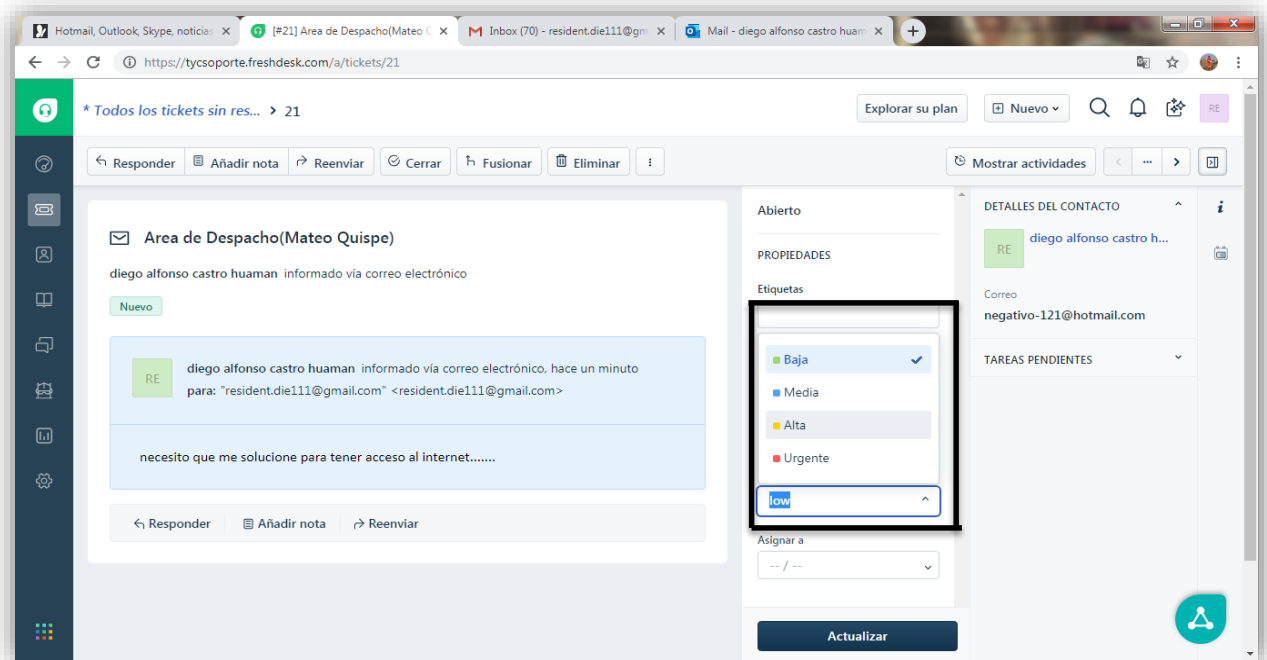 Hotmail, Outlook, Skype, noticias
[#21] Area de Despacho(Mateo C
Inbox (70) - resident.die111@gm
Mail - diego alfonso castro huam
https://tycsoporte.freshdesk.com/a/tickets/21
* Todos los tickets sin res... > 21
Explorar su plan
Nuevo
RE
Responder
Añadir nota
Reenviar
Cerrar
Fusionar
Eliminar
Mostrar actividades
Area de Despacho(Mateo Quispe)
diego alfonso castro huaman informado vía correo electrónico
Nuevo
RE
diego alfonso castro huaman informado vía correo electrónico, hace un minuto
para: "resident.die111@gmail.com" <resident.die111@gmail.com>
necesito que me solucione para tener acceso al internet.......
Responder
Añadir nota
Reenviar
Abierto
PROPIEDADES
Etiquetas
Baja
Media
Alta
Urgente
low
Asignar a
-- / --
Actualizar
DETALLES DEL CONTACTO
RE
diego alfonso castro h...
Correo
negativo-121@hotmail.com
TAREAS PENDIENTES